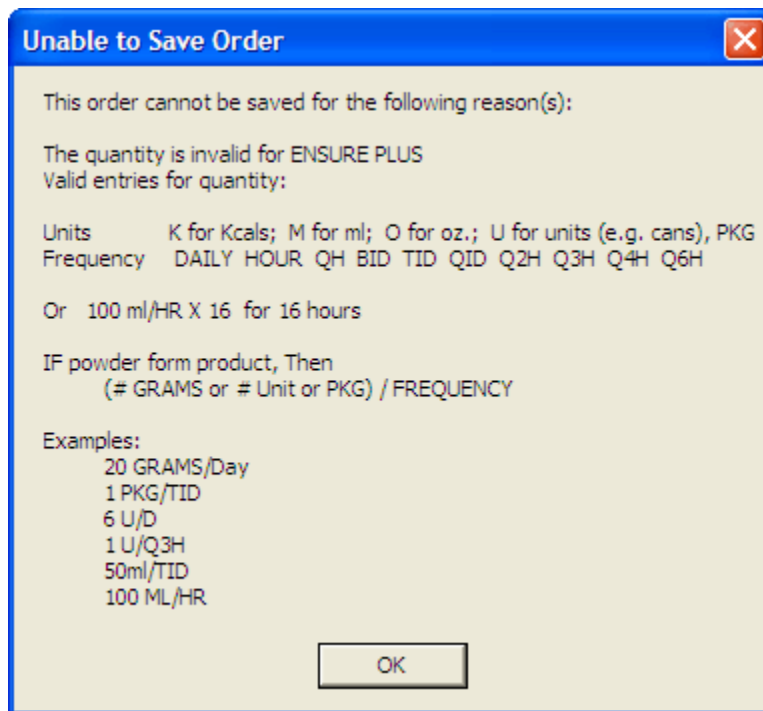 Unable to Save Order
This order cannot be saved for the following reason(s):
The quantity is invalid for ENSURE PLUS
Valid entries for quantity:
Units K for Kcals; M for ml; O for oz.; U for units (e.g. cans), PKG
Frequency DAILY HOUR QH BID TID QID Q2H Q3H Q4H Q6H
Or 100 ml/HR X 16 for 16 hours
IF powder form product, Then
(# GRAMS or # Unit or PKG) / FREQUENCY
Examples:
20 GRAMS/Day
1 PKG/TID
6 U/D
1 U/Q3H
50ml/TID
100 ML/HR
OK